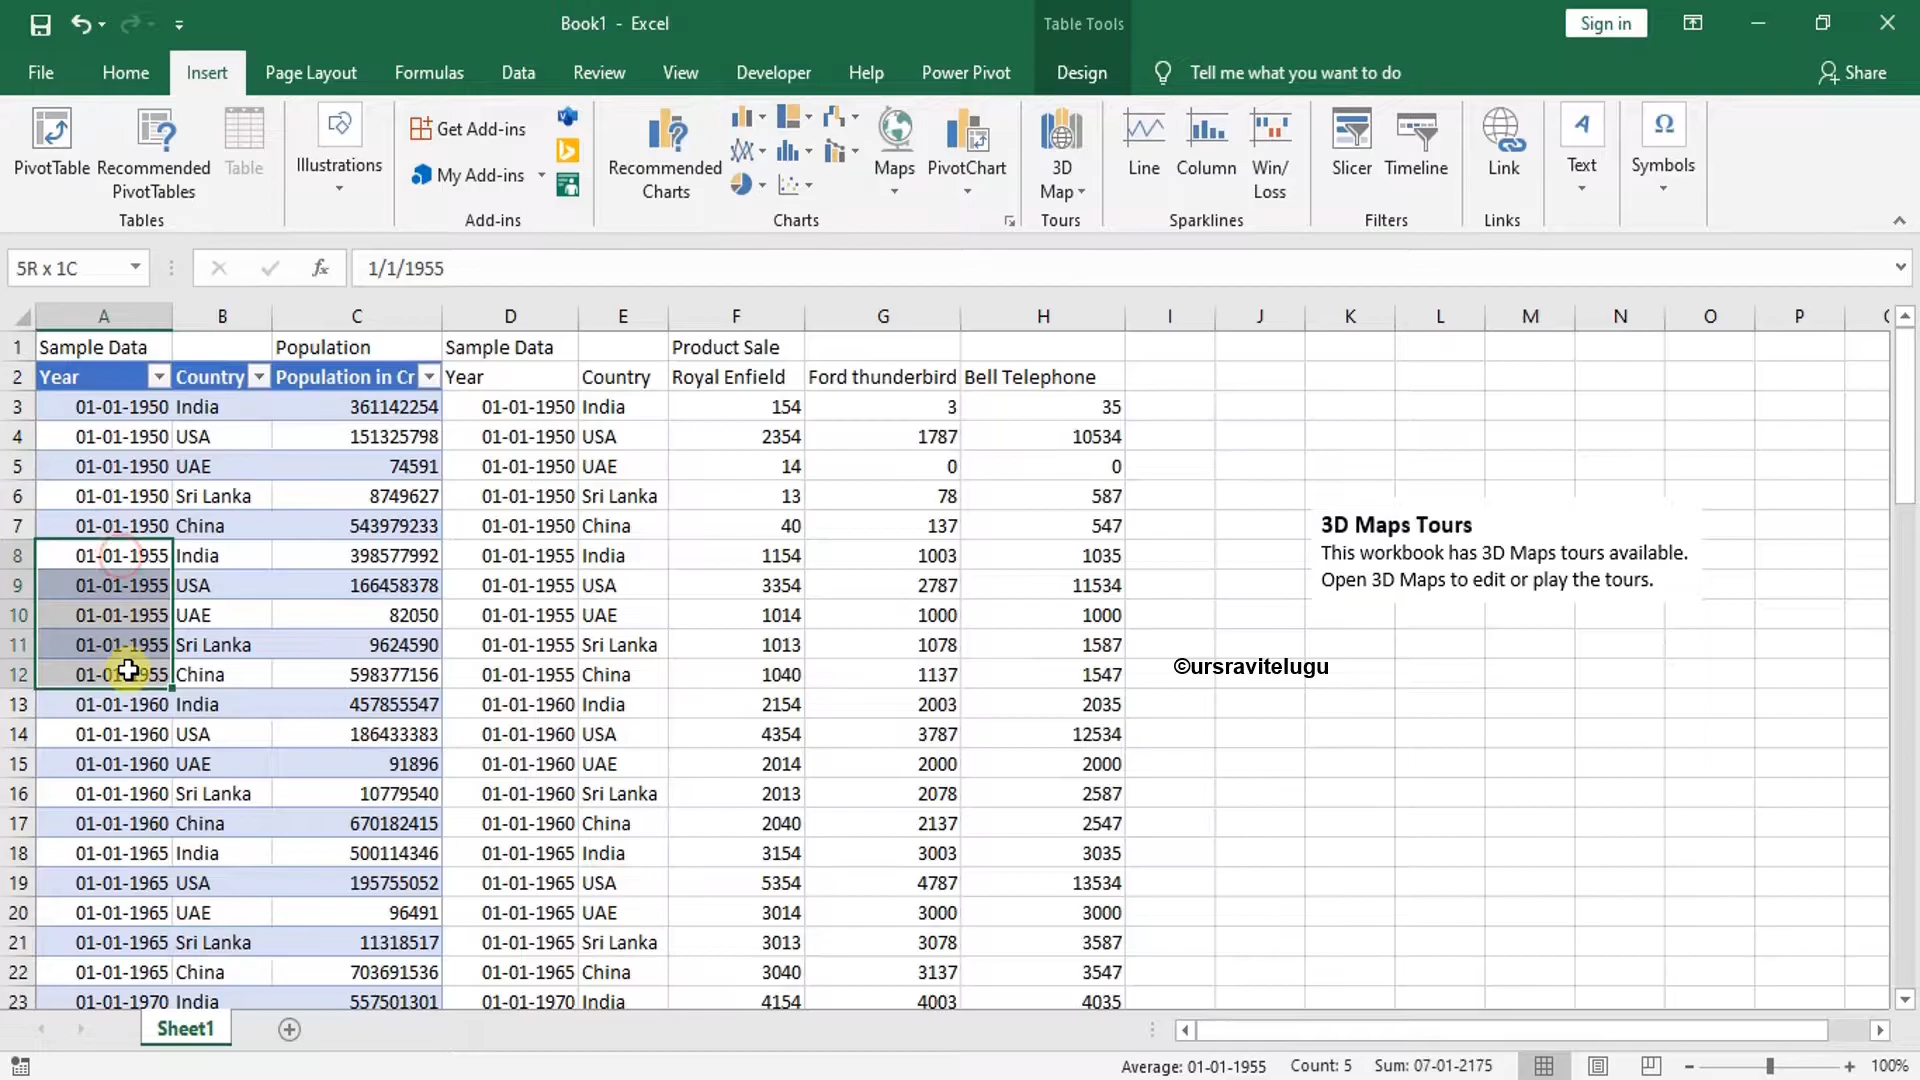 Book1 - Excel
Table Tools
Sign in
File Home Insert Page Layout Formulas Data Review View Developer Help Power Pivot Design Tell me what you want to do Share
PivotTable
Recommended
PivotTables
Table
Illustrations
Get Add-ins
My Add-ins
Recommended
Charts
Maps
PivotChart
3D
Map
Line
Column
Win/
Loss
Slicer
Timeline
Link
Text
Symbols
Tables Add-ins Charts Tours Sparklines Filters Links
5R x 1C fx 1/1/1955
A B C D E F G H I J K L M N O P
1 Sample Data Population Sample Data Product Sale
2 Year Country Population in Cr Year Country Royal Enfield Ford thunderbird Bell Telephone
3 01-01-1950 India 361142254 01-01-1950 India 154 3 35
4 01-01-1950 USA 151325798 01-01-1950 USA 2354 1787 10534
5 01-01-1950 UAE 74591 01-01-1950 UAE 14 0 0
6 01-01-1950 Sri Lanka 8749627 01-01-1950 Sri Lanka 13 78 587
7 01-01-1950 China 543979233 01-01-1950 China 40 137 547
8 01-01-1955 India 398577992 01-01-1955 India 1154 1003 1035
9 01-01-1955 USA 166458378 01-01-1955 USA 3354 2787 11534
10 01-01-1955 UAE 82050 01-01-1955 UAE 1014 1000 1000
11 01-01-1955 Sri Lanka 9624590 01-01-1955 Sri Lanka 1013 1078 1587
12 01-01-1955 China 598377156 01-01-1955 China 1040 1137 1547
13 01-01-1960 India 457855547 01-01-1960 India 2154 2003 2035
14 01-01-1960 USA 186433383 01-01-1960 USA 4354 3787 12534
15 01-01-1960 UAE 91896 01-01-1960 UAE 2014 2000 2000
16 01-01-1960 Sri Lanka 10779540 01-01-1960 Sri Lanka 2013 2078 2587
17 01-01-1960 China 670182415 01-01-1960 China 2040 2137 2547
18 01-01-1965 India 500114346 01-01-1965 India 3154 3003 3035
19 01-01-1965 USA 195755052 01-01-1965 USA 5354 4787 13534
20 01-01-1965 UAE 96491 01-01-1965 UAE 3014 3000 3000
21 01-01-1965 Sri Lanka 11318517 01-01-1965 Sri Lanka 3013 3078 3587
22 01-01-1965 China 703691536 01-01-1965 China 3040 3137 3547
23 01-01-1970 India 557501301 01-01-1970 India 4154 4003 4035
3D Maps Tours
This workbook has 3D Maps tours available.
Open 3D Maps to edit or play the tours.
©ursravitelugu
Sheet1
Average: 01-01-1955 Count: 5 Sum: 07-01-2175 100%